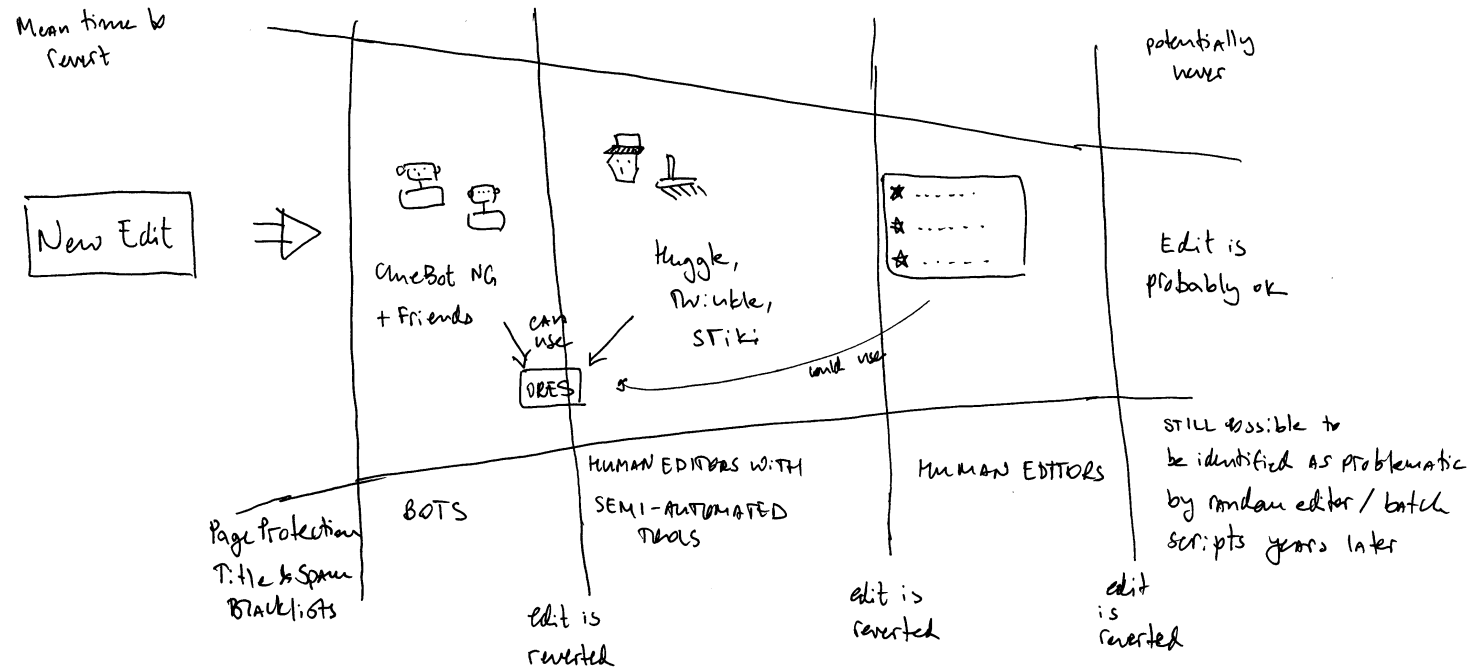 Mean time to
revert
potentially
never
New Edit
ClueBot NG
+ Friends
CAN
use
ORES
Huggle,
Twinkle,
STiki
could use
Edit is
probably ok
Page Protection
Title & Spam
Blacklists
BOTS
HUMAN EDITORS WITH
SEMI-AUTOMATED
TOOLS
HUMAN EDITORS
STILL possible to
be identified as problematic
by random editor / batch
scripts years later
edit is
reverted
edit is
reverted
edit
is
reverted